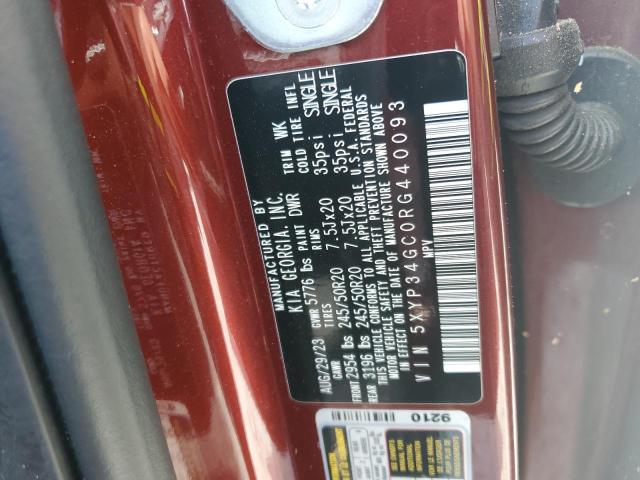 MANUFACTURED BY
KIA GEORGIA, INC.
AUG/29/23 GVWR 5776 lbs PAINT DWR TRIM WK
GAWR TIRES RIMS COLD TIRE INFL
FRONT 2954 lbs 245/50R20 7.5Jx20 35psi SINGLE
REAR 3196 lbs 245/50R20 7.5Jx20 35psi SINGLE
THIS VEHICLE CONFORMS TO ALL APPLICABLE U.S.A. FEDERAL
MOTOR VEHICLE SAFETY AND THEFT PREVENTION STANDARDS
IN EFFECT ON THE DATE OF MANUFACTURE SHOWN ABOVE
VIN 5XYP34GC0RG440093
MPV
9210